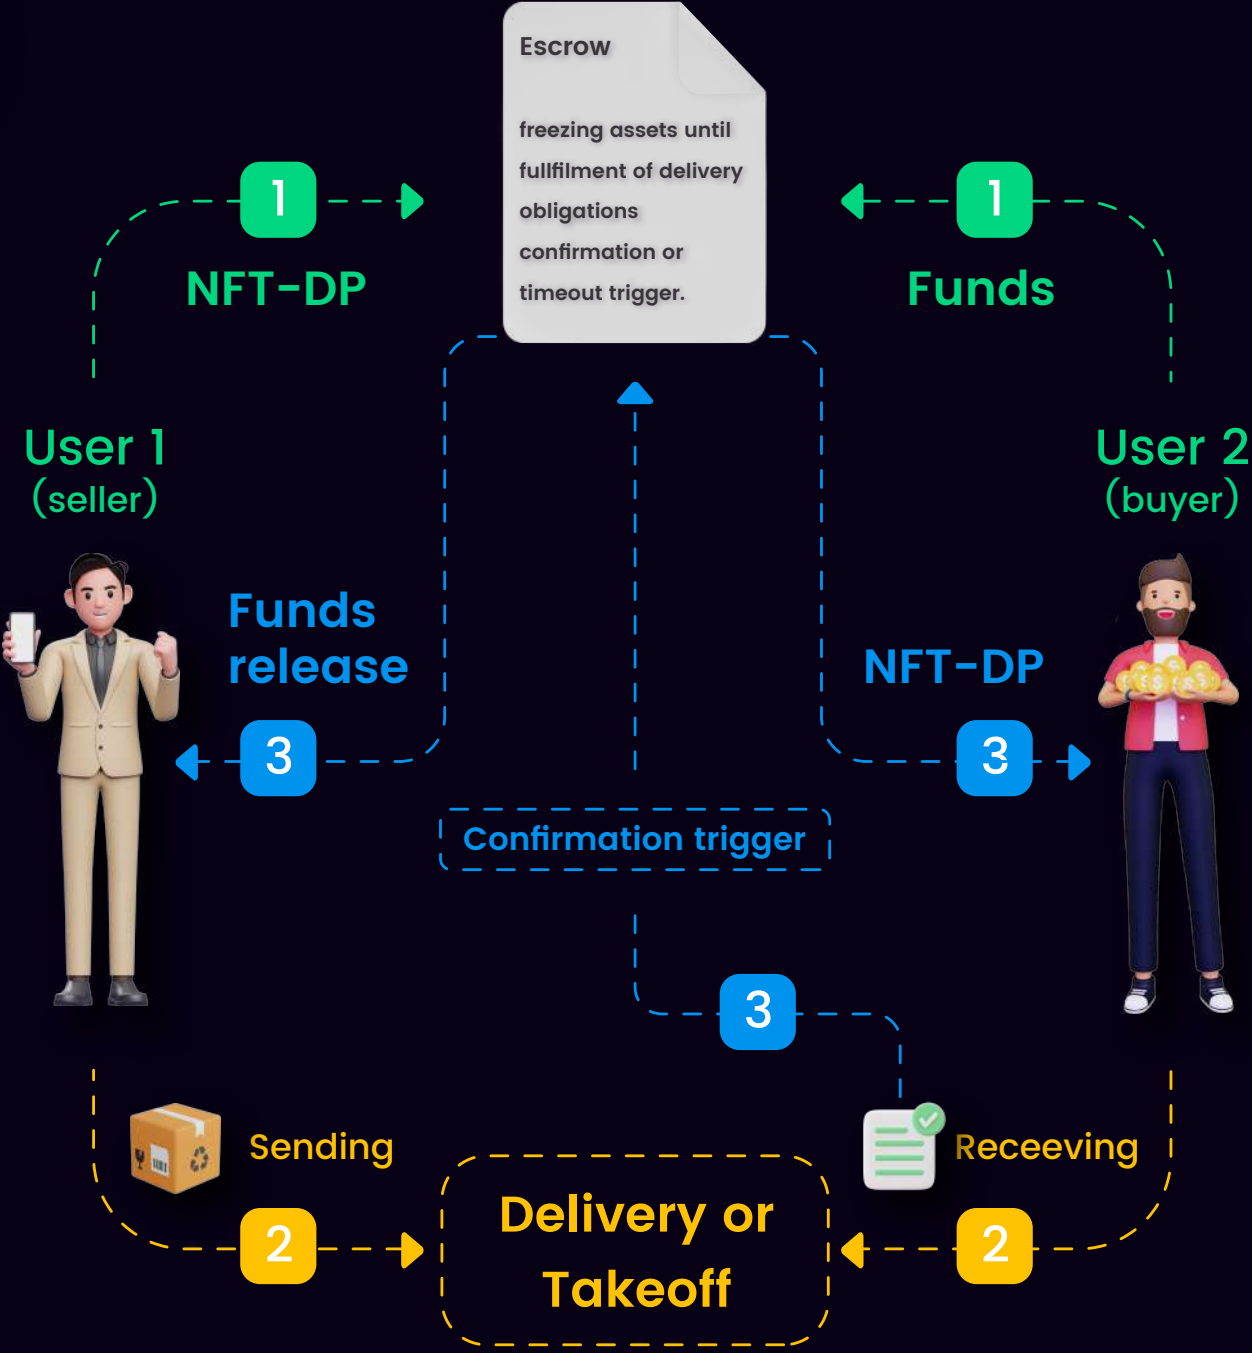 Escrow
freezing assets until
fullfilment of delivery
obligations
confirmation or
timeout trigger.
1
NFT-DP
1
Funds
User 1
(seller)
User 2
(buyer)
Funds
release
3
NFT-DP
3
Confirmation trigger
3
Sending
Receeving
2
Delivery or
Takeoff
2